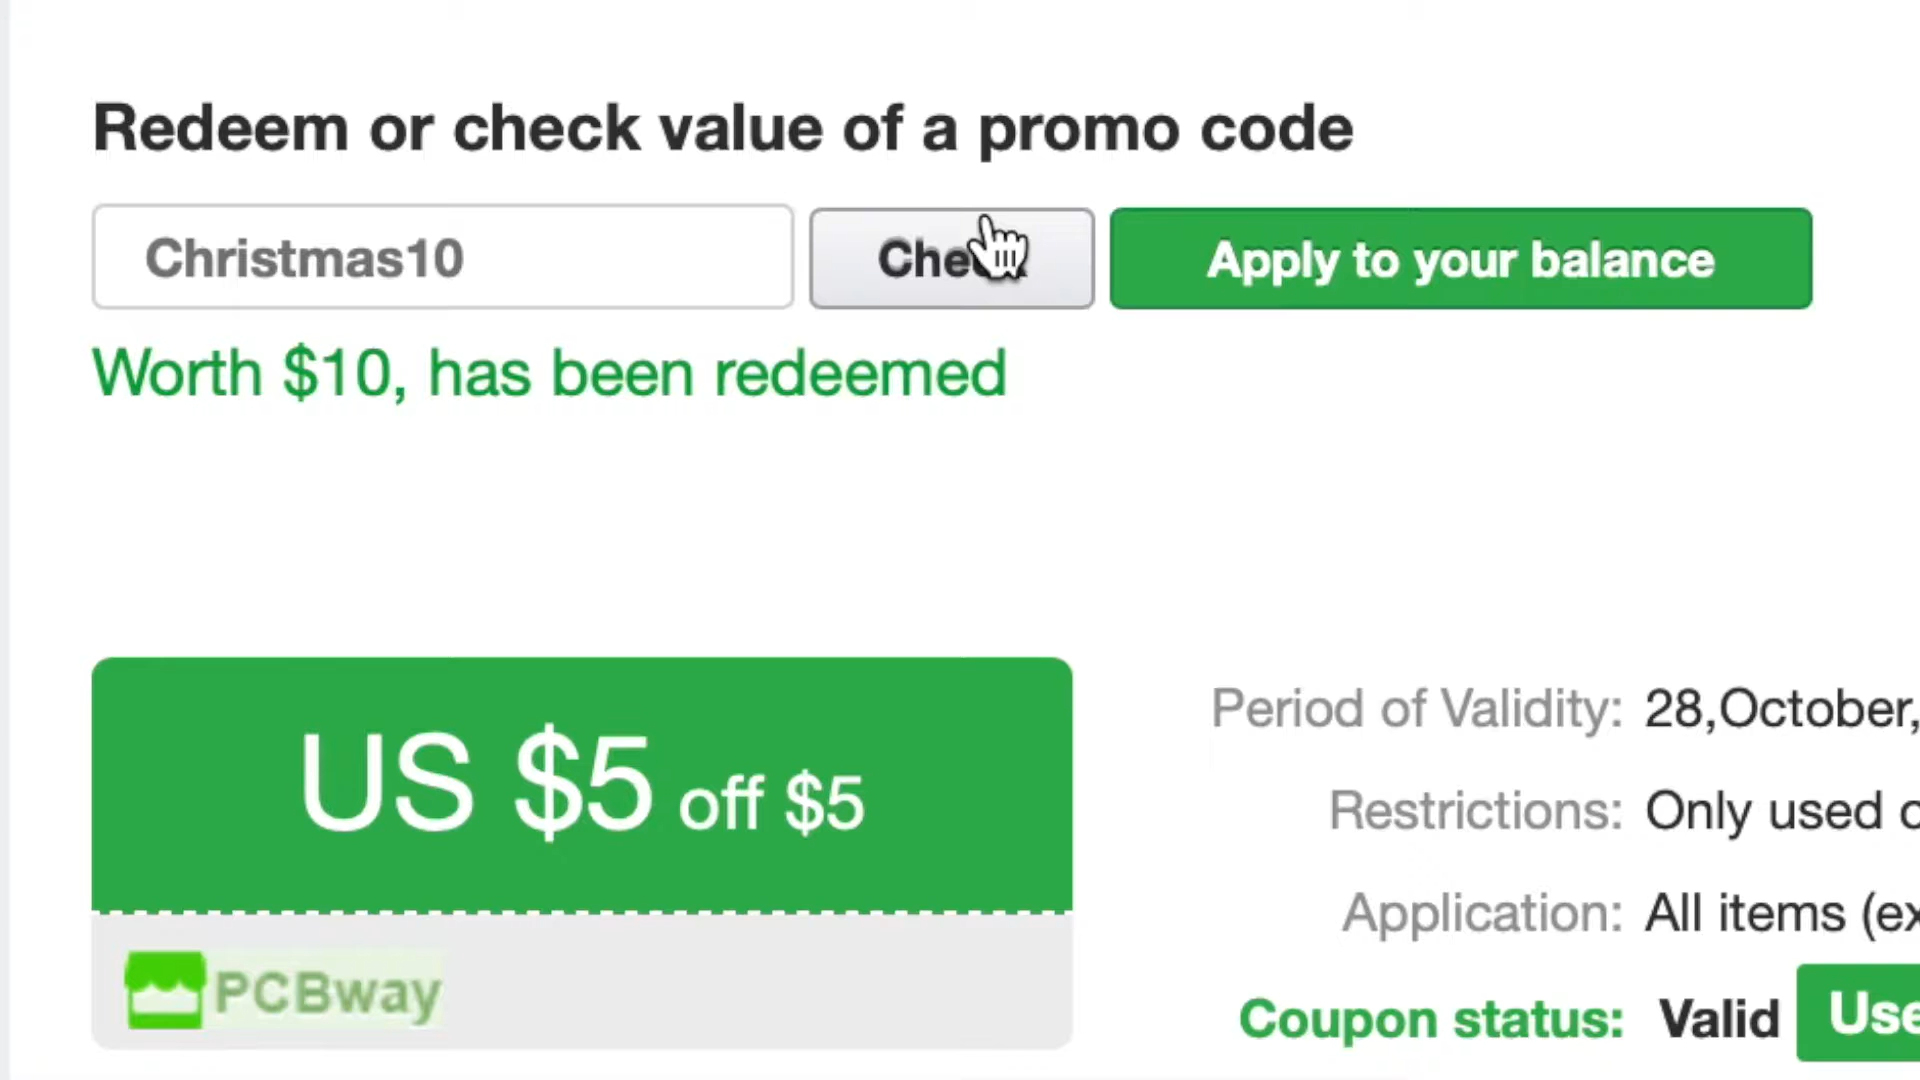 Redeem or check value of a promo code
Christmas10
Apply to your balance
Worth $10, has been redeemed
US $5 off $5
Period of Validity: 28,October,
Restrictions: Only used
Application: All items
Coupon status: Valid Use
PCBway